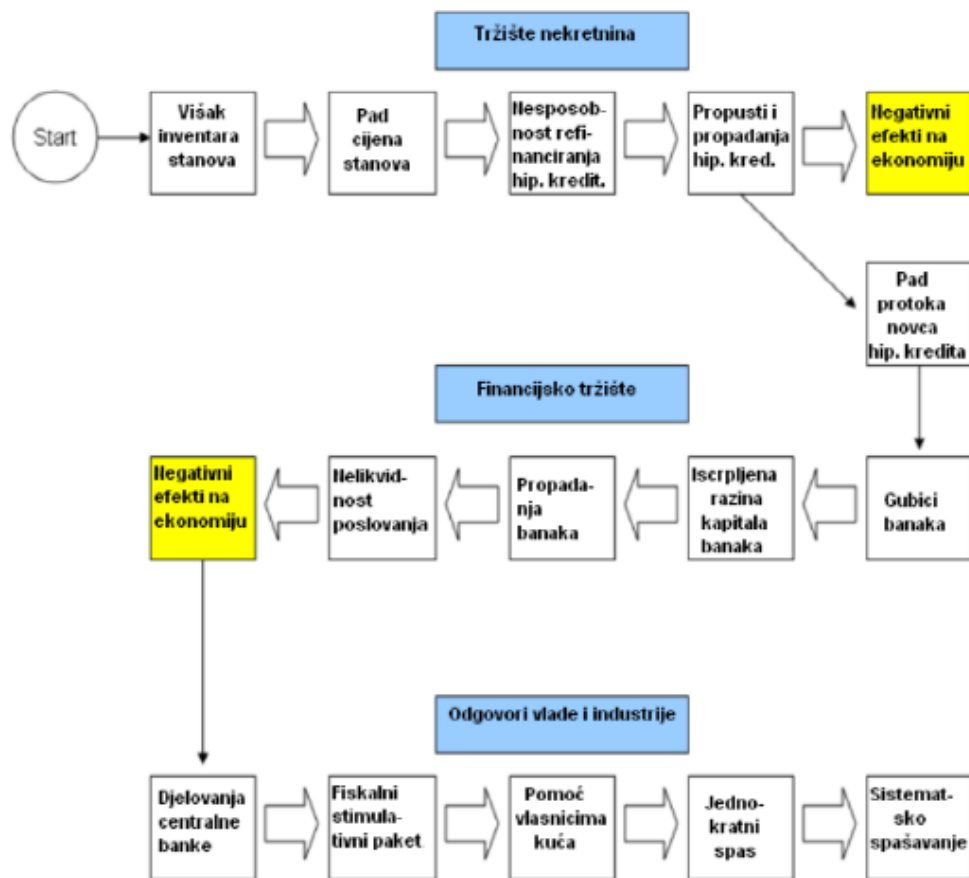 Tržište nekretnina
Start
Višak
inventara
stanova
Pad
cijena
stanova
Nesposob-
nost refi-
nanciranja
hip. kredit.
Propusti i
propadanja
hip. kred.
Negativni
efekti na
ekonomiju
Pad
protoka
novca
hip. kredita
Financijsko tržište
Negativni
efekti na
ekonomiju
Nelikvid-
nost
poslovanja
Propada-
nja
banaka
Iscrpljena
razina
kapitala
banaka
Gubici
banaka
Odgovori vlade i industrije
Djelovanja
centralne
banke
Fiskalni
stimula-
tivni paket
Pomoć
vlasnicima
kuća
Jedno-
kratni
spas
Sistemat-
sko
spašavanje